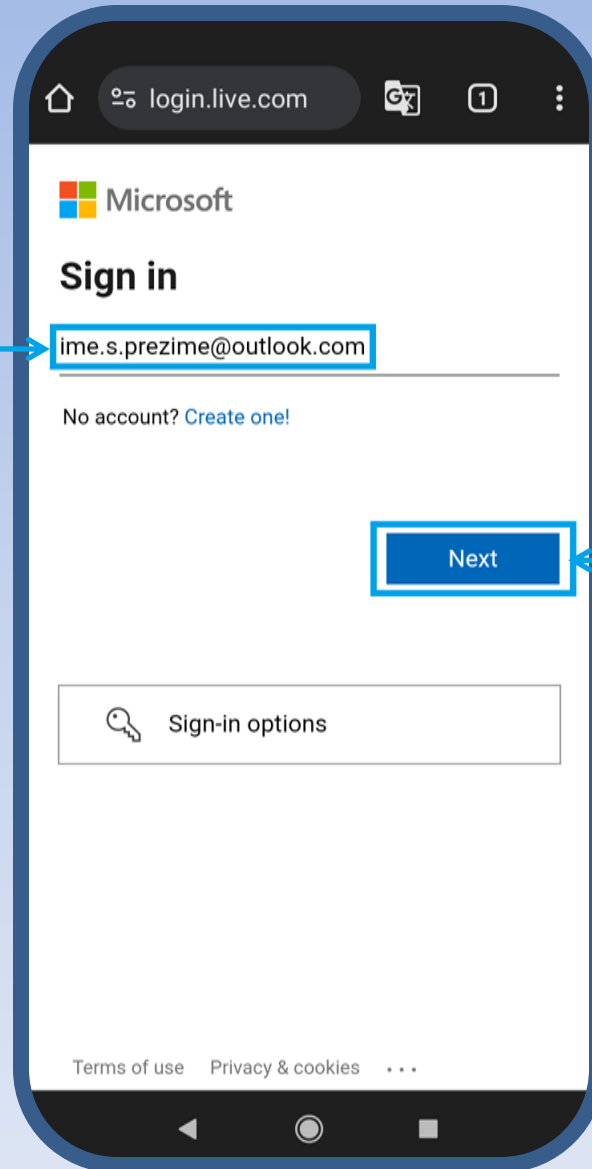 login.live.com 1
Microsoft
Sign in
ime.s.prezime@outlook.com
No account? Create one!
Next
Sign-in options
Terms of use Privacy & cookies ...